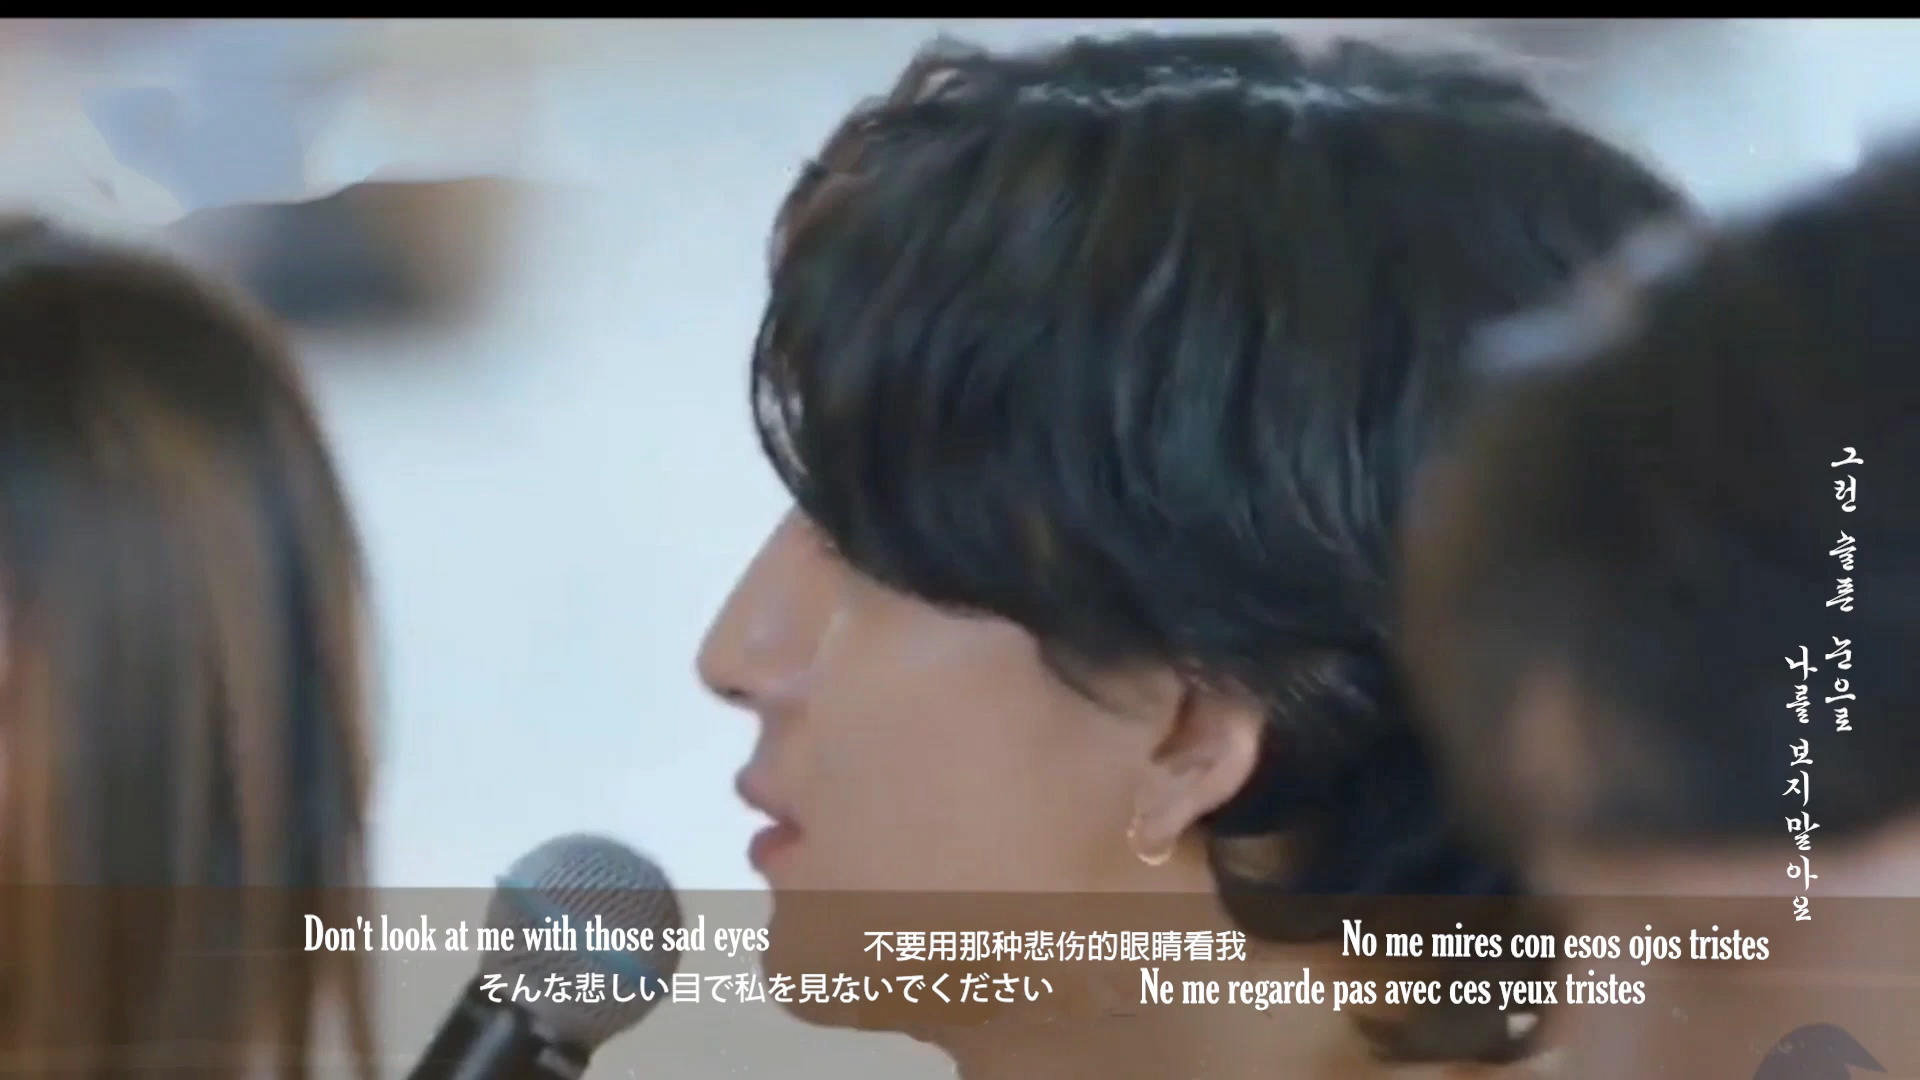 그런 슬픈 눈으로
나를 보지말아요
Don't look at me with those sad eyes
不要用那种悲伤的眼睛看我
No me mires con esos ojos tristes
そんな悲しい目で私を見ないでください
Ne me regarde pas avec ces yeux tristes